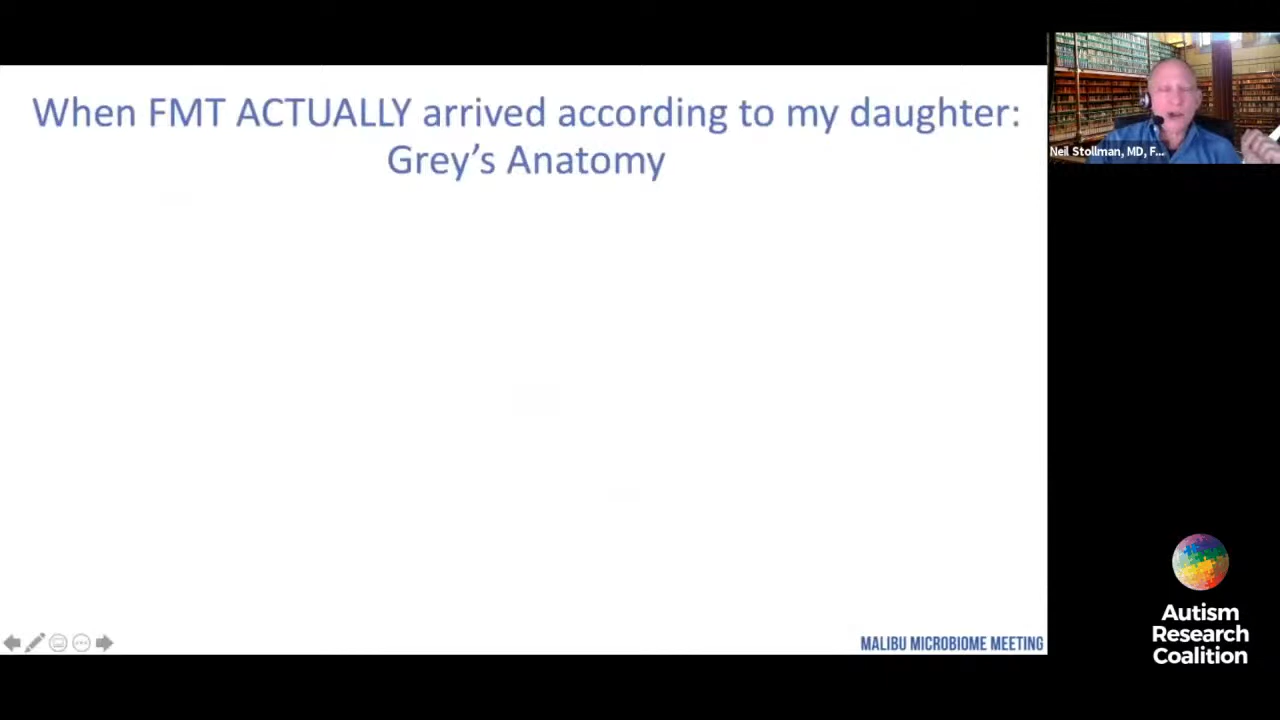 When FMT ACTUALLY arrived according to my daughter:
Grey's Anatomy
Neil Stollman, MD, F...
MALIBU MICROBIOME MEETING
Autism
Research
Coalition